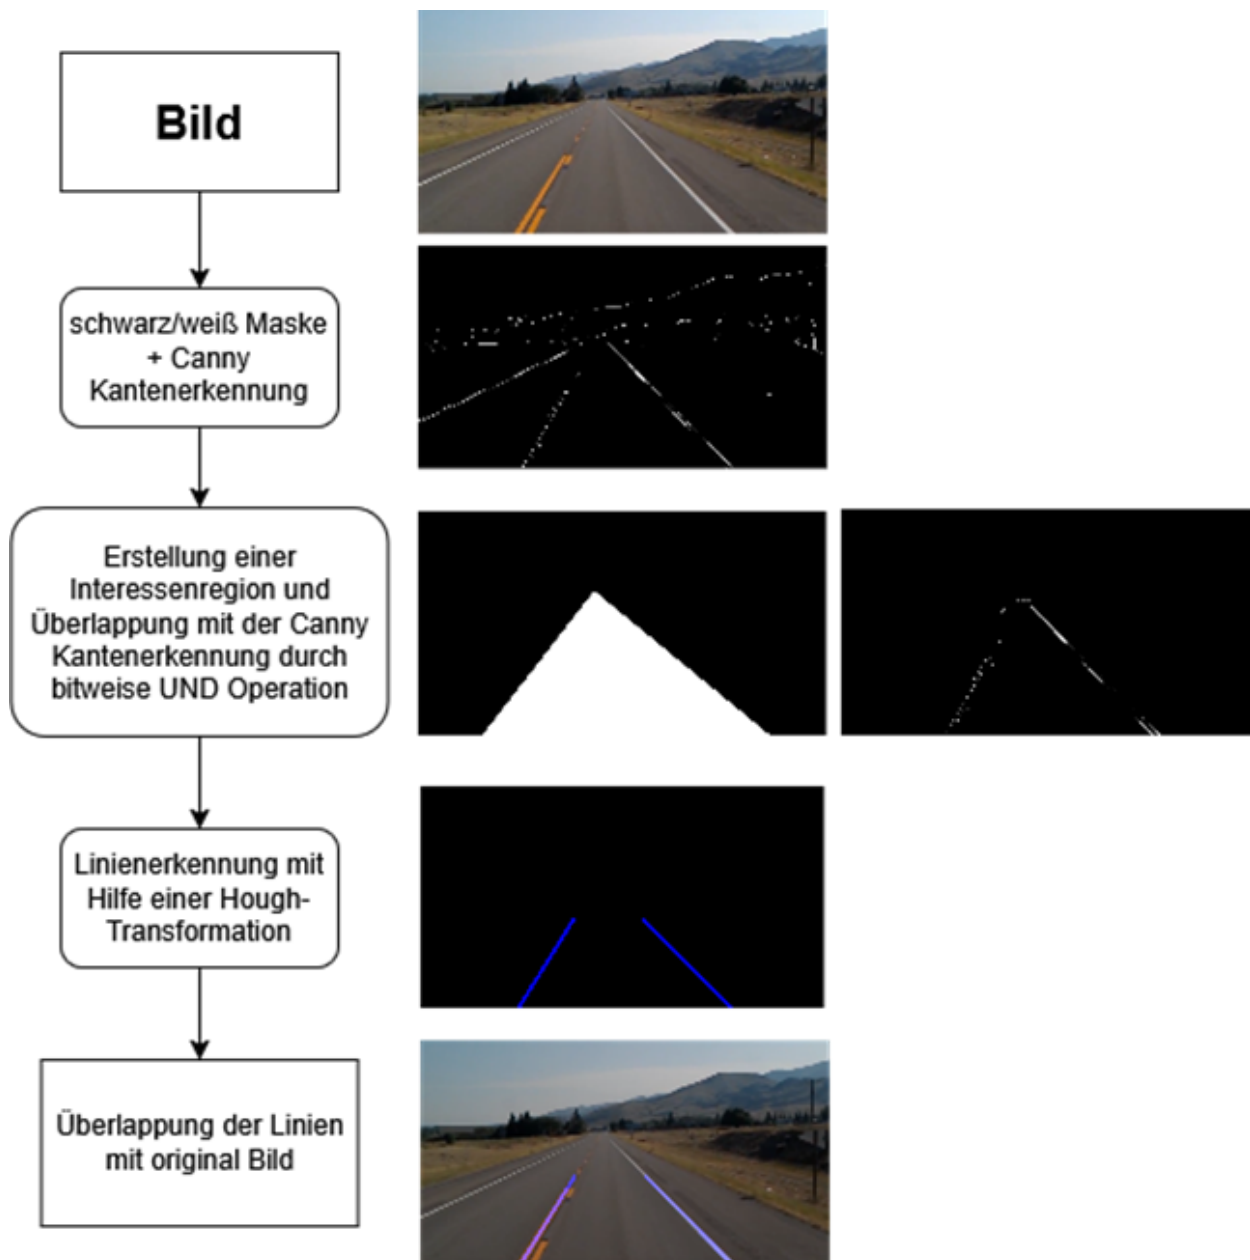 Bild
schwarz/weiß Maske
+ Canny
Kantenerkennung
Erstellung einer
Interessenregion und
Überlappung mit der Canny
Kantenerkennung durch
bitweise UND Operation
Linienerkennung mit
Hilfe einer Hough-
Transformation
Überlappung der Linien
mit original Bild